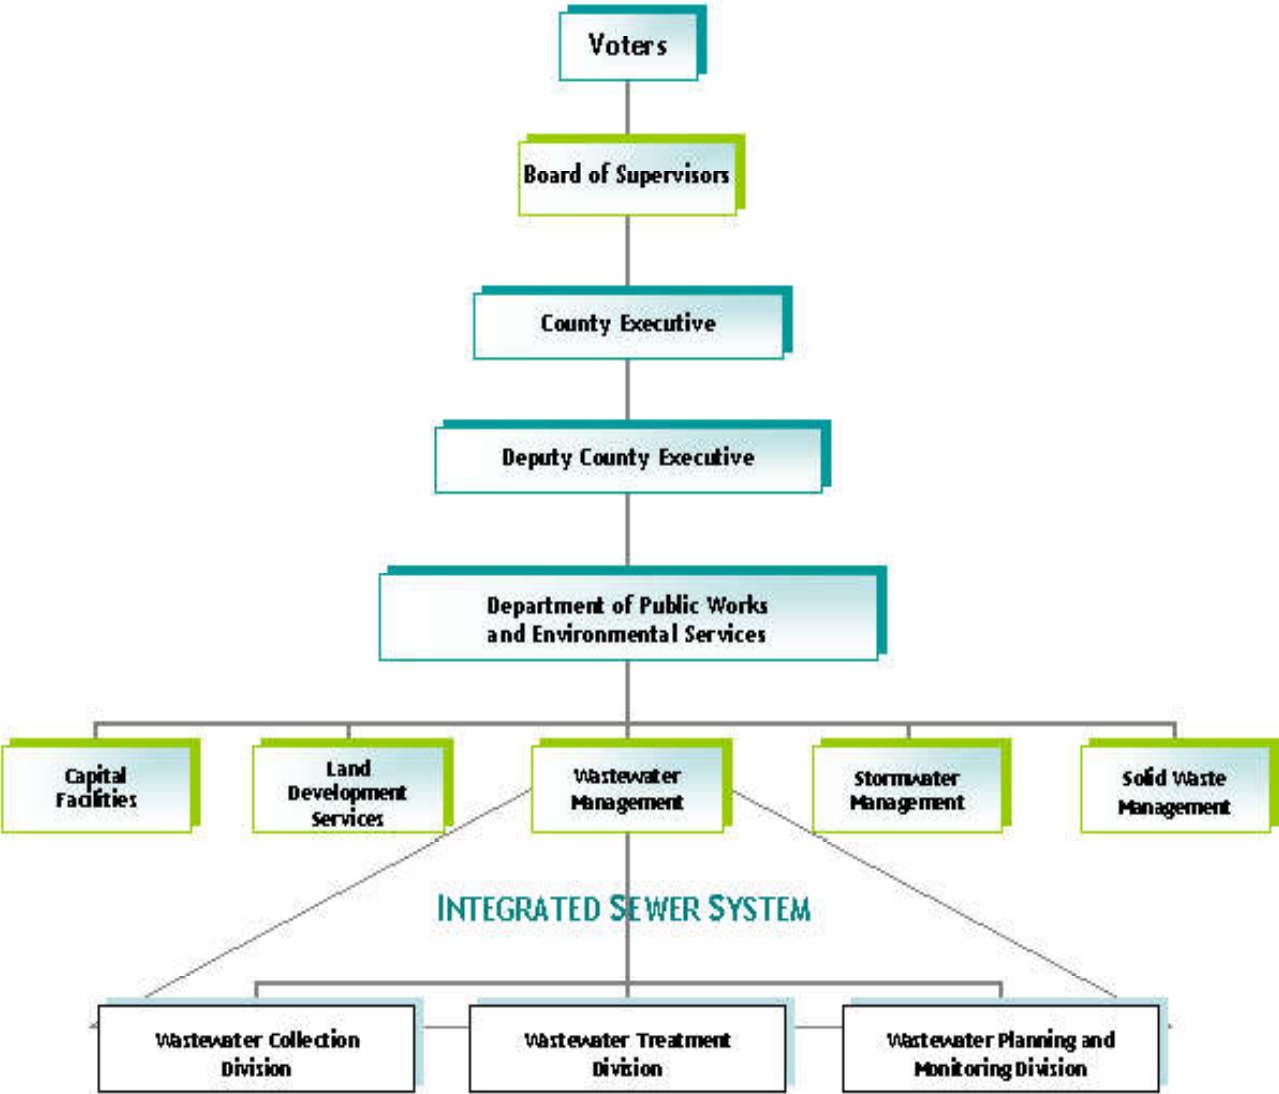 Voters
Board of Supervisors
County Executive
Deputy County Executive
Department of Public Works
and Environmental Services
Capital
Facilities
Land
Development
Services
Wastewater
Management
Stormwater
Management
Solid Waste
Management
INTEGRATED SEWER SYSTEM
Wastewater Collection
Division
Wastewater Treatment
Division
Wastewater Planning and
Monitoring Division